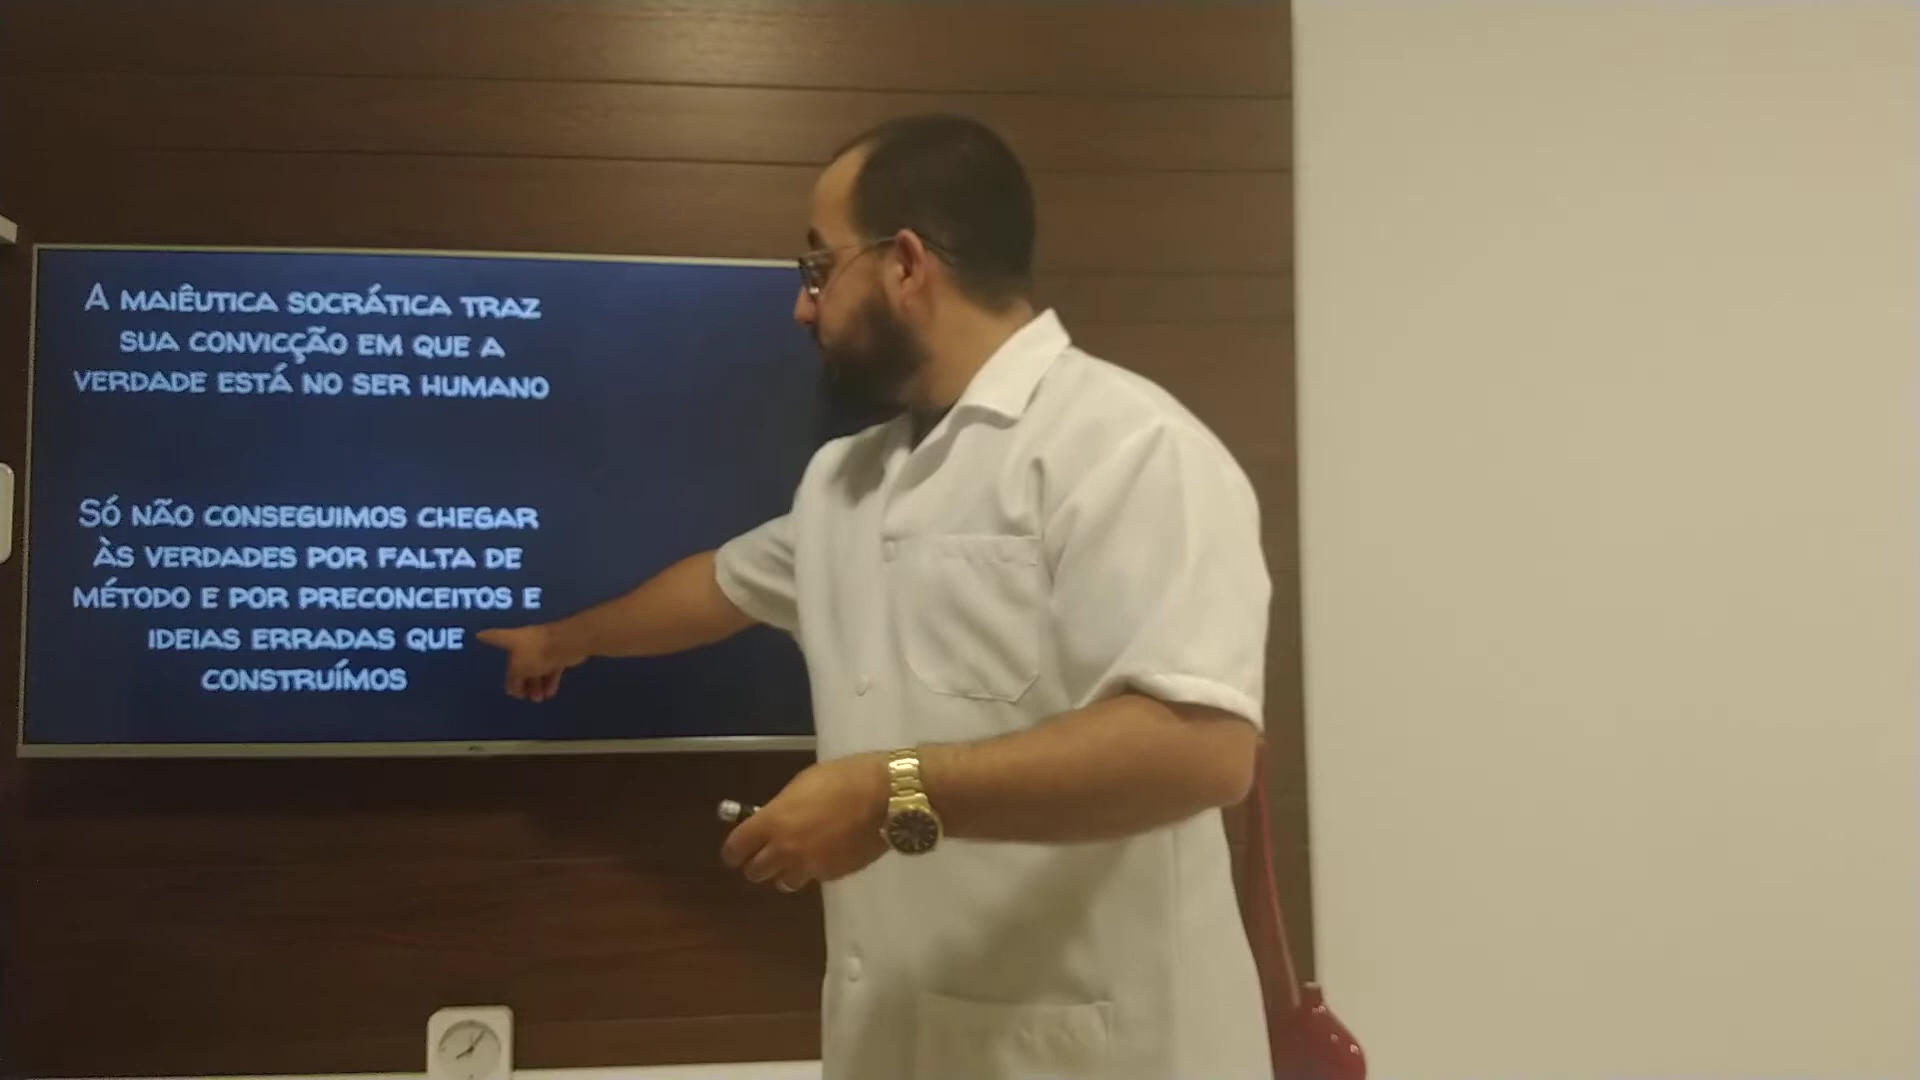 A MAIÊUTICA SOCRÁTICA TRAZ
SUA CONVICÇÃO EM QUE A
VERDADE ESTÁ NO SER HUMANO
SÓ NÃO CONSEGUIMOS CHEGAR
ÀS VERDADES POR FALTA DE
MÉTODO E POR PRECONCEITOS E
IDEIAS ERRADAS QUE
CONSTRUÍMOS